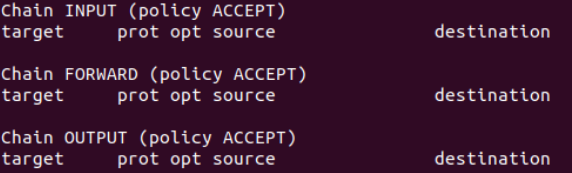 Chain INPUT (policy ACCEPT)
target     prot opt source               destination

Chain FORWARD (policy ACCEPT)
target     prot opt source               destination

Chain OUTPUT (policy ACCEPT)
target     prot opt source               destination